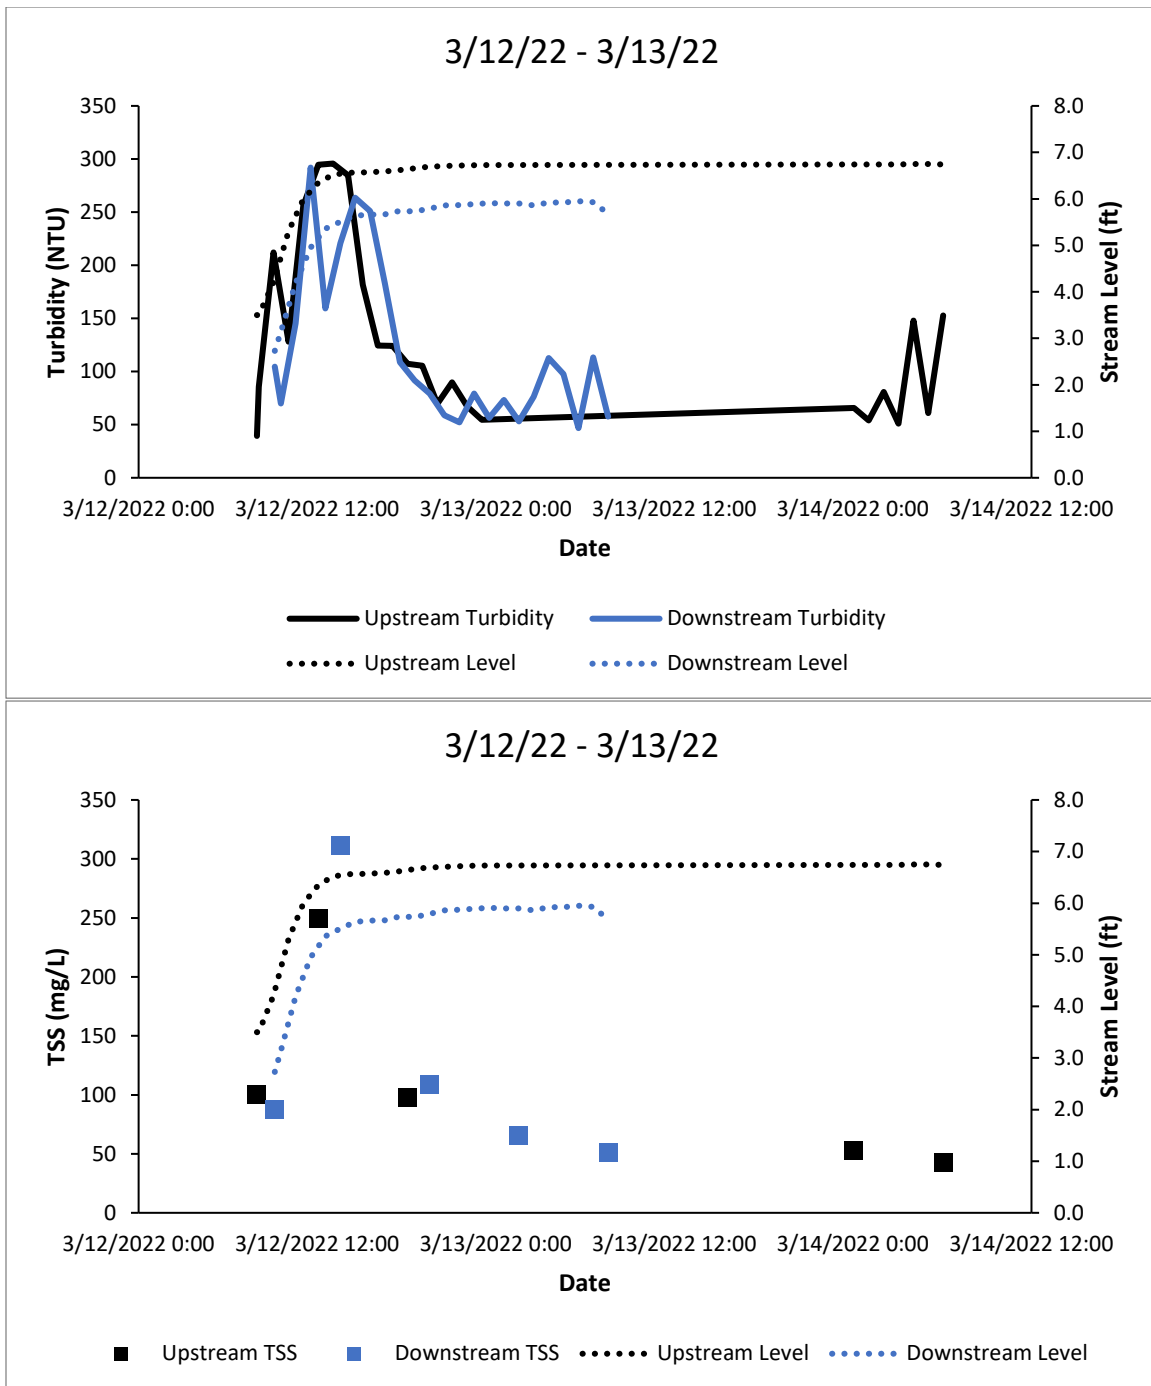 3/12/22 - 3/13/22
350
300
250
200
150
100
50
0
Turbidity (NTU)
8.0
7.0
6.0
5.0
4.0
3.0
2.0
1.0
0.0
Stream Level (ft)
3/12/2022 0:00 3/12/2022 12:00 3/13/2022 0:00 3/13/2022 12:00 3/14/2022 0:00 3/14/2022 12:00
Date
Upstream Turbidity Downstream Turbidity
Upstream Level Downstream Level
3/12/22 - 3/13/22
350
300
250
200
150
100
50
0
TSS (mg/L)
8.0
7.0
6.0
5.0
4.0
3.0
2.0
1.0
0.0
Stream Level (ft)
3/12/2022 0:00 3/12/2022 12:00 3/13/2022 0:00 3/13/2022 12:00 3/14/2022 0:00 3/14/2022 12:00
Date
Upstream TSS Downstream TSS Upstream Level Downstream Level